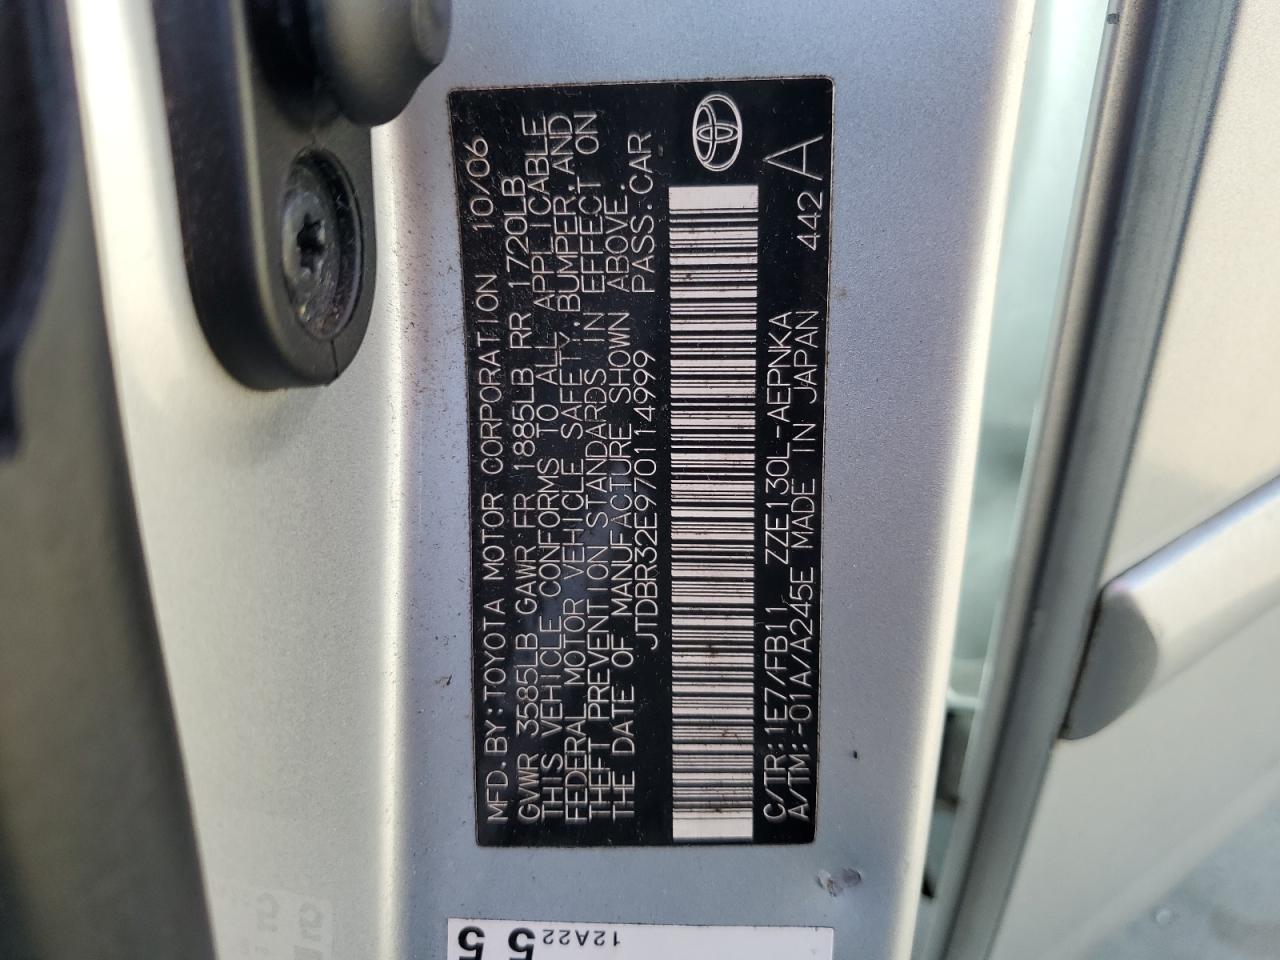 MFD.BY:TOYOTA MOTOR CORPORATION 10/06
GVWR 3585LB GAWR FR 1885LB RR 1720LB
THIS VEHICLE CONFORMS TO ALL APPLICABLE
FEDERAL MOTOR VEHICLE SAFETY, BUMPER,AND
THEFT PREVENTION STANDARDS IN EFFECT ON
THE DATE OF MANUFACTURE SHOWN ABOVE.
JTDBR32E970114999 PASS.CAR
C/TR:1E7/FB11 ZZE130L-AEPNKA
A/TM:-01A/A245E MADE IN JAPAN 442 A
12A22
5
5